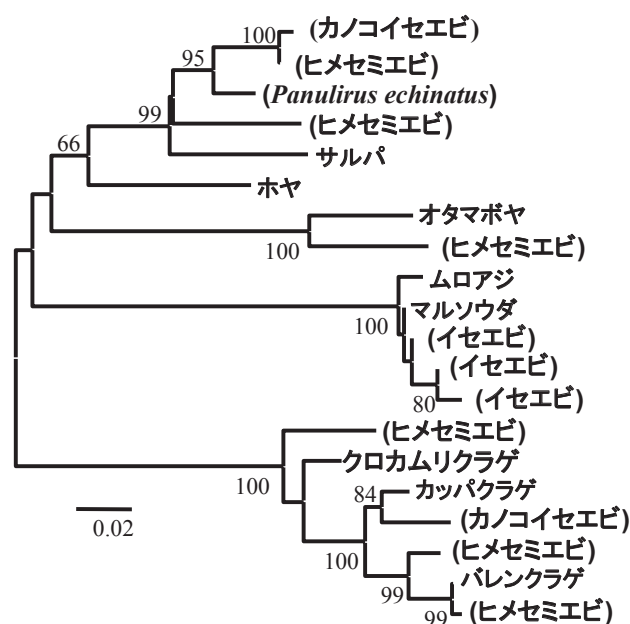 100
(カノコイセエビ)
95
(ヒメセミエビ)
(Panulirus echinatus)
99
(ヒメセミエビ)
66
サルパ
ホヤ
オタマボヤ
100
(ヒメセミエビ)
ムロアジ
マルソウダ
100
(イセエビ)
(イセエビ)
80
(イセエビ)
(ヒメセミエビ)
クロカムリクラゲ
100
84
カッパクラゲ
0.02
(カノコイセエビ)
100
(ヒメセミエビ)
バレンクラゲ
99
99
(ヒメセミエビ)